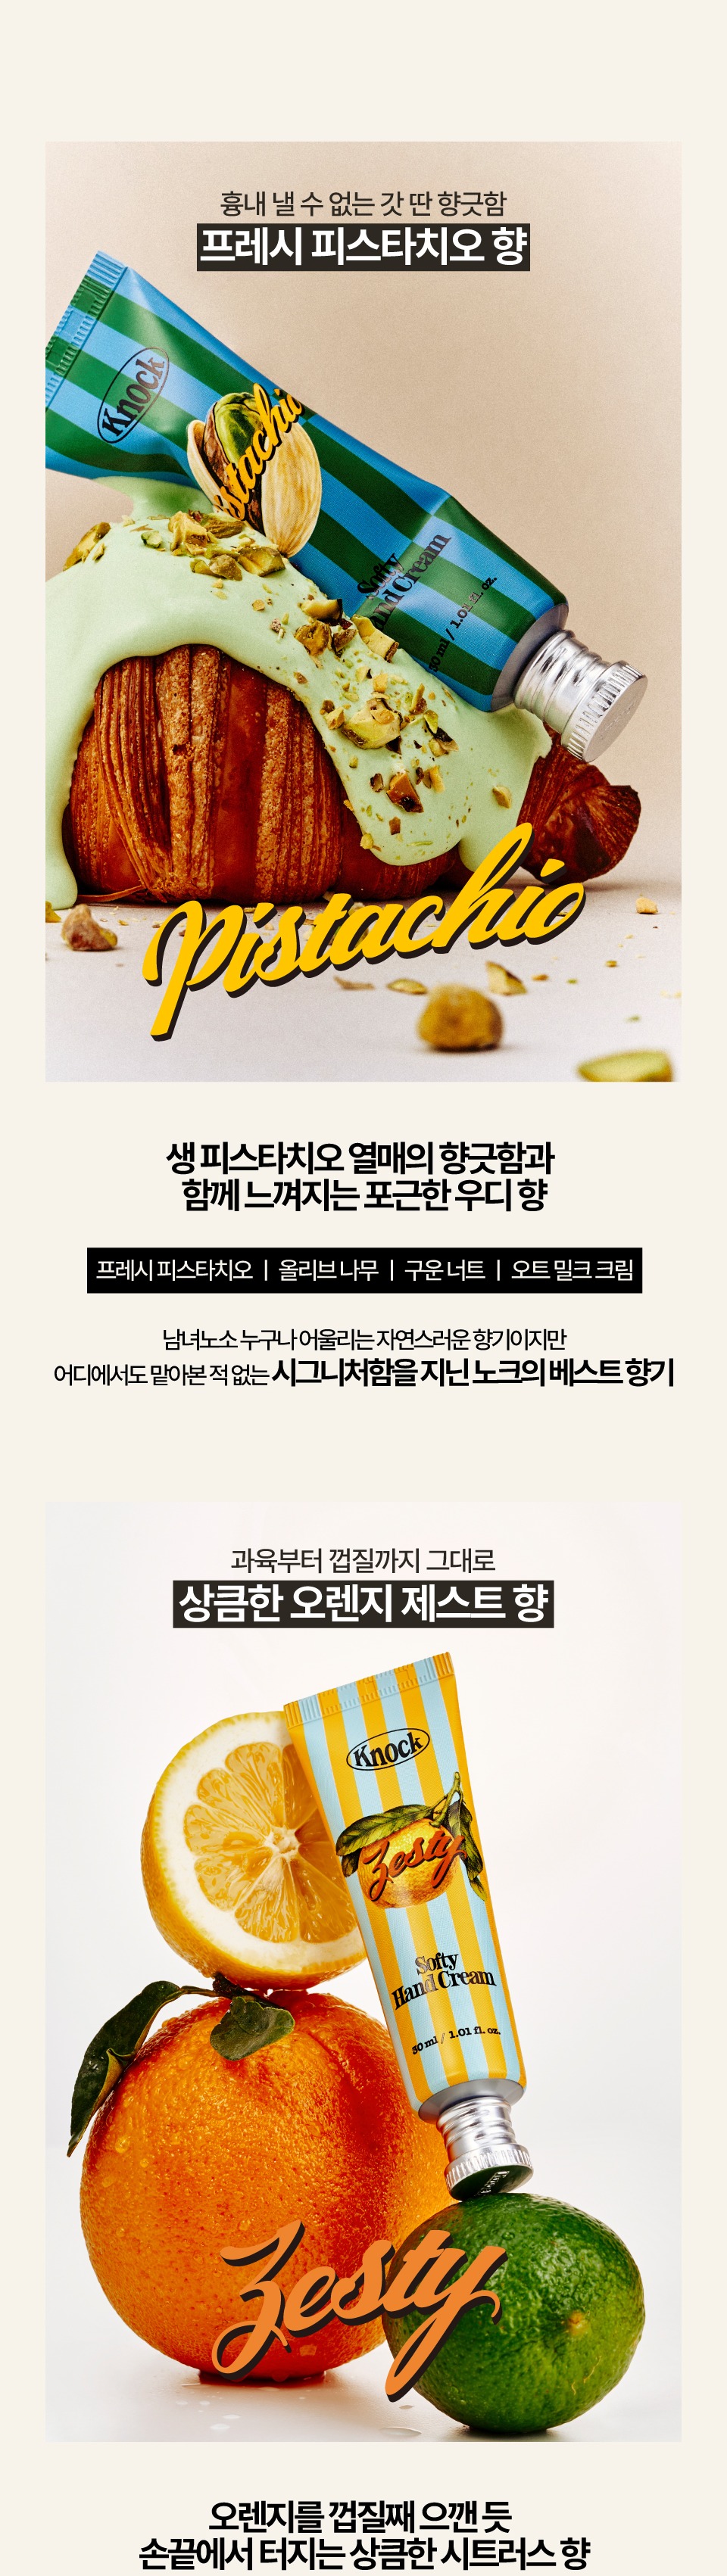 흉내 낼 수 없는 갓 딴 향긋함
프레시 피스타치오 향
Knock
Softy
Cream
30 ml / 1.01 fl. oz.
Pistachio
생 피스타치오 열매의 향긋함과
함께 느껴지는 포근한 우디 향
프레시 피스타치오 | 올리브 나무 | 구운 너트 | 오트 밀크 크림
남녀노소 누구나 어울리는 자연스러운 향기이지만
어디에서도 맡아본 적 없는 시그니처함을 지닌 노크의 베스트 향기
과육부터 껍질까지 그대로
상큼한 오렌지 제스트 향
Knock
Zesty
Softy
Hand Cream
30 ml / 1.01 fl. oz.
Zesty
오렌지를 껍질째 으깬 듯
손끝에서 터지는 상큼한 시트러스 향